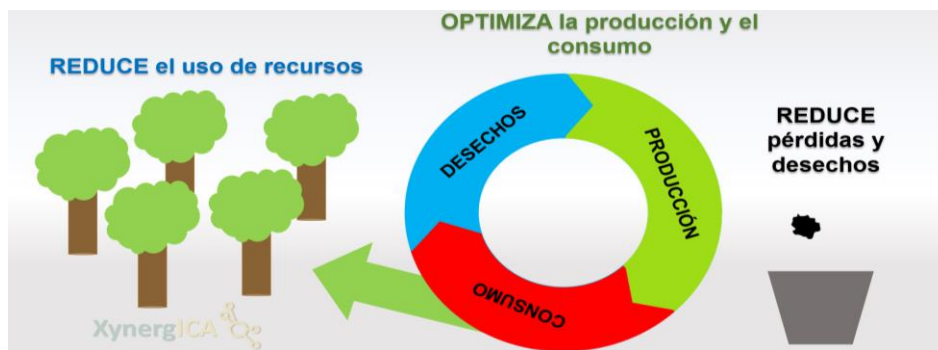 OPTIMIZA la producción y el
consumo
REDUCE el uso de recursos
DESECHOS
PRODUCCIÓN
CONSUMO
REDUCE
pérdidas y
desechos
XynergICA